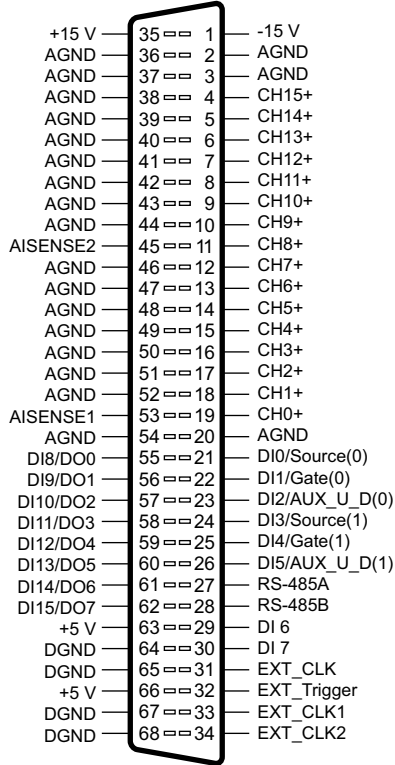 +15 V 35 1 -15 V
AGND 36 2 AGND
AGND 37 3 AGND
AGND 38 4 CH15+
AGND 39 5 CH14+
AGND 40 6 CH13+
AGND 41 7 CH12+
AGND 42 8 CH11+
AGND 43 9 CH10+
AGND 44 10 CH9+
AISENSE2 45 11 CH8+
AGND 46 12 CH7+
AGND 47 13 CH6+
AGND 48 14 CH5+
AGND 49 15 CH4+
AGND 50 16 CH3+
AGND 51 17 CH2+
AGND 52 18 CH1+
AISENSE1 53 19 CH0+
AGND 54 20 AGND
DI8/DO0 55 21 DI0/Source(0)
DI9/DO1 56 22 DI1/Gate(0)
DI10/DO2 57 23 DI2/AUX_U_D(0)
DI11/DO3 58 24 DI3/Source(1)
DI12/DO4 59 25 DI4/Gate(1)
DI13/DO5 60 26 DI5/AUX_U_D(1)
DI14/DO6 61 27 RS-485A
DI15/DO7 62 28 RS-485B
+5 V 63 29 DI 6
DGND 64 30 DI 7
DGND 65 31 EXT_CLK
+5 V 66 32 EXT_Trigger
DGND 67 33 EXT_CLK1
DGND 68 34 EXT_CLK2